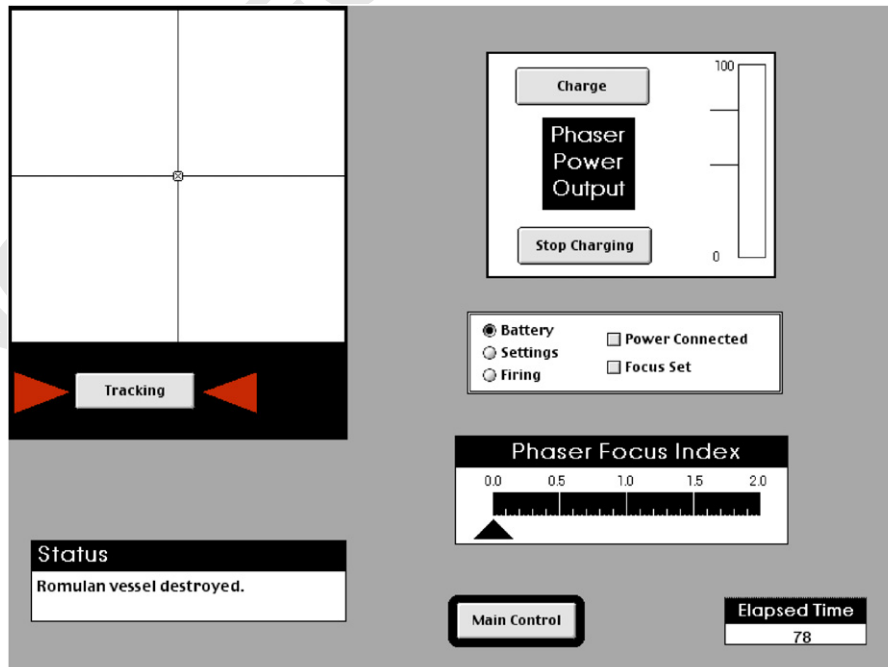 Charge
100
Phaser
Power
Output
Stop Charging
0
Battery
Settings
Firing
Power Connected
Focus Set
Tracking
Phaser Focus Index
0.0 0.5 1.0 1.5 2.0
Status
Romulan vessel destroyed.
Main Control
Elapsed Time
78